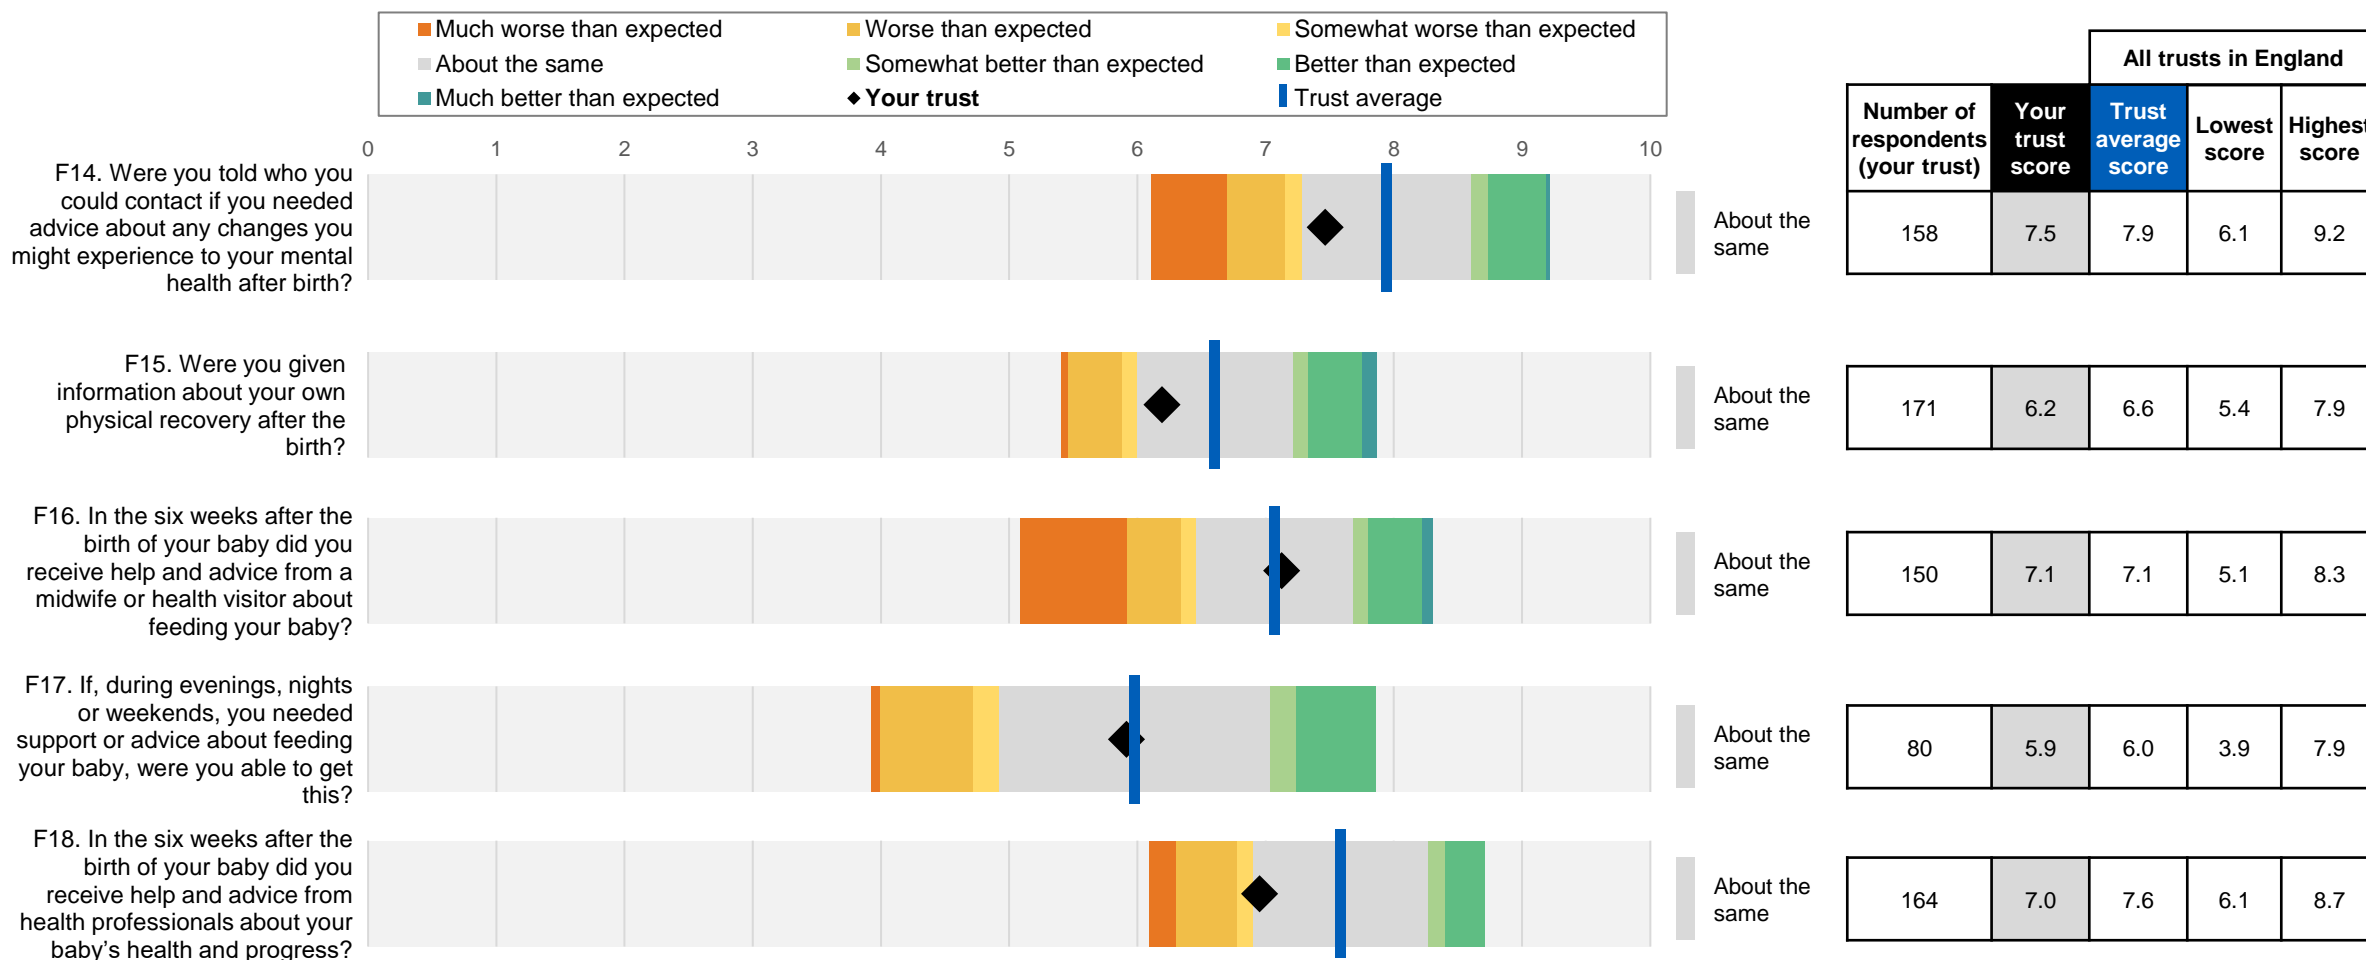 Much worse than expected
Worse than expected
Somewhat worse than expected
About the same
Somewhat better than expected
Better than expected
Much better than expected
Your trust
Trust average
All trusts in England
Number of
respondents
(your trust)
Your
trust
score
Trust
average
score
Lowest
score
Highest
score
0 1 2 3 4 5 6 7 8 9 10
F14. Were you told who you
could contact if you needed
advice about any changes you
might experience to your mental
health after birth?
About the
same
158 7.5 7.9 6.1 9.2
F15. Were you given
information about your own
physical recovery after the
birth?
About the
same
171 6.2 6.6 5.4 7.9
F16. In the six weeks after the
birth of your baby did you
receive help and advice from a
midwife or health visitor about
feeding your baby?
About the
same
150 7.1 7.1 5.1 8.3
F17. If, during evenings, nights
or weekends, you needed
support or advice about feeding
your baby, were you able to get
this?
About the
same
80 5.9 6.0 3.9 7.9
F18. In the six weeks after the
birth of your baby did you
receive help and advice from
health professionals about your
baby's health and progress?
About the
same
164 7.0 7.6 6.1 8.7